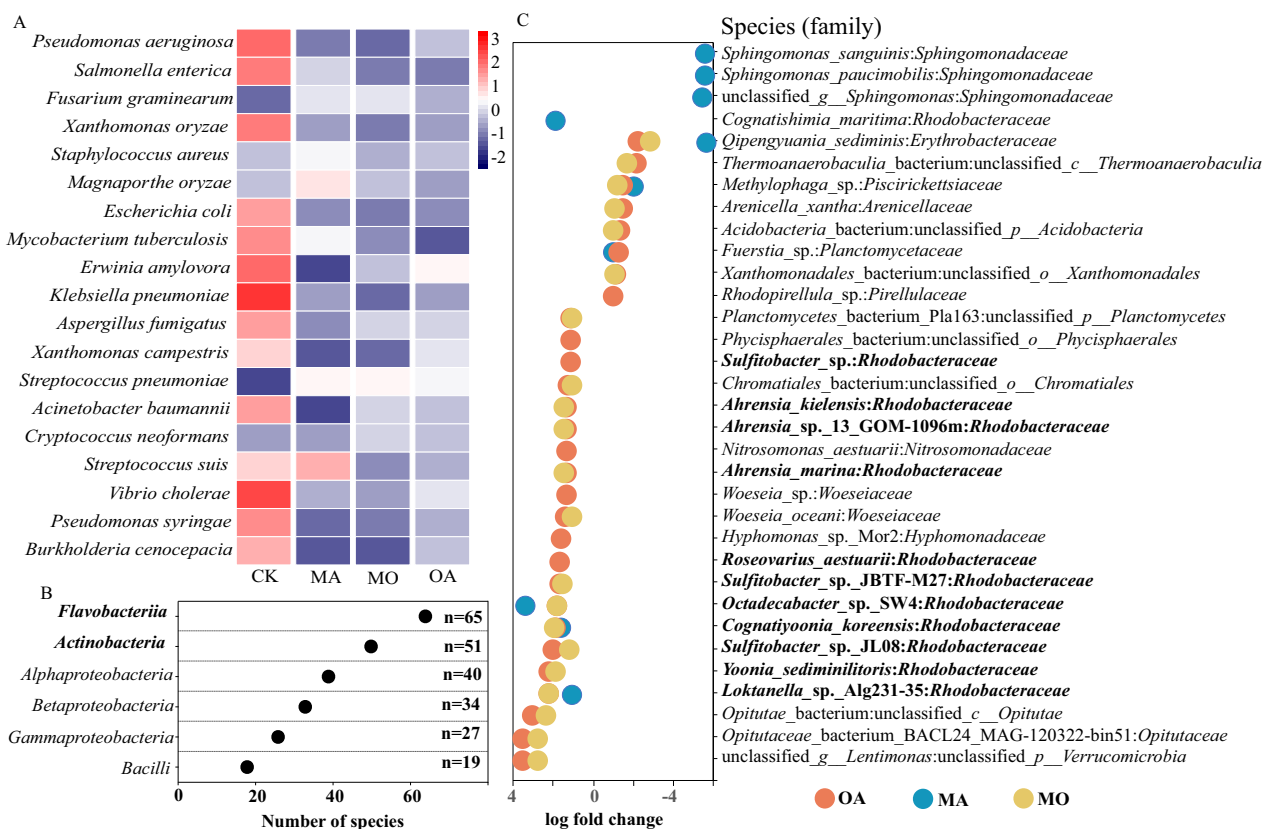 A
Pseudomonas aeruginosa
Salmonella enterica
Fusarium graminearum
Xanthomonas oryzae
Staphylococcus aureus
Magnaporthe oryzae
Escherichia coli
Mycobacterium tuberculosis
Erwinia amylovora
Klebsiella pneumoniae
Aspergillus fumigatus
Xanthomonas campestris
Streptococcus pneumoniae
Acinetobacter baumannii
Cryptococcus neoformans
Streptococcus suis
Vibrio cholerae
Pseudomonas syringae
Burkholderia cenocepacia
CK MA MO OA
3
2
1
0
-1
-2
B
Flavobacteriia n=65
Actinobacteria n=51
Alphaproteobacteria n=40
Betaproteobacteria n=34
Gammaproteobacteria n=27
Bacilli n=19
0 20 40 60
Number of species
C
Species (family)
Sphingomonas_sanguinis:Sphingomonadaceae
Sphingomonas_paucimobilis:Sphingomonadaceae
unclassified_g__Sphingomonas:Sphingomonadaceae
Cognatishimia_maritima:Rhodobacteraceae
Qipengyuania_sediminis:Erythrobacteraceae
Thermoanaerobaculia_bacterium:unclassified_c__Thermoanaerobaculia
Methylophaga_sp.:Piscirickettsiaceae
Arenicella_xantha:Arenicellaceae
Acidobacteria_bacterium:unclassified_p__Acidobacteria
Fuerstia_sp.:Planctomycetaceae
Xanthomonadales_bacterium:unclassified_o__Xanthomonadales
Rhodopirellula_sp.:Pirellulaceae
Planctomycetes_bacterium_Pla163:unclassified_p__Planctomycetes
Phycisphaerales_bacterium:unclassified_o__Phycisphaerales
Sulfitobacter_sp.:Rhodobacteraceae
Chromatiales_bacterium:unclassified_o__Chromatiales
Ahrensia_kielensis:Rhodobacteraceae
Ahrensia_sp._13_GOM-1096m:Rhodobacteraceae
Nitrosomonas_aestuarii:Nitrosomonadaceae
Ahrensia_marina:Rhodobacteraceae
Woeseia_sp.:Woeseiaceae
Woeseia_oceani:Woeseiaceae
Hyphomonas_sp._Mor2:Hyphomonadaceae
Roseovarius_aestuarii:Rhodobacteraceae
Sulfitobacter_sp._JBTF-M27:Rhodobacteraceae
Octadecabacter_sp._SW4:Rhodobacteraceae
Cognatiyoonia_koreensis:Rhodobacteraceae
Sulfitobacter_sp._JL08:Rhodobacteraceae
Yoonia_sediminilitoris:Rhodobacteraceae
Loktanella_sp._Alg231-35:Rhodobacteraceae
Opitutae_bacterium:unclassified_c__Opitutae
Opitutaceae_bacterium_BACL24_MAG-120322-bin51:Opitutaceae
unclassified_g__Lentimonas:unclassified_p__Verrucomicrobia
4 0 -4
log fold change
OA MA MO